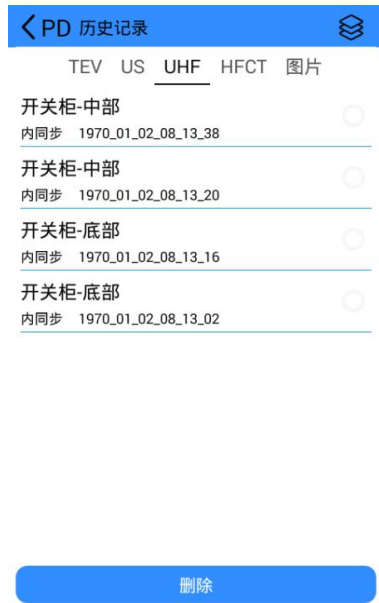 PD 历史记录
TEV US UHF HFCT 图片
开关柜-中部
内同步 1970_01_02_08_13_38
开关柜-中部
内同步 1970_01_02_08_13_20
开关柜-底部
内同步 1970_01_02_08_13_16
开关柜-底部
内同步 1970_01_02_08_13_02
删除